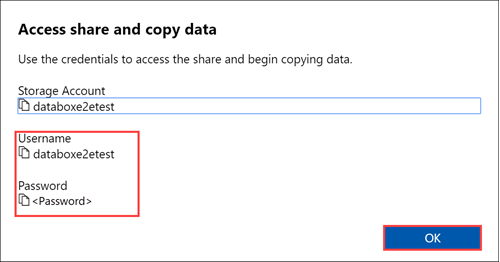 Access share and copy data
Use the credentials to access the share and begin copying data.
Storage Account
databoxe2etest
Username
databoxe2etest
Password
<Password>
OK